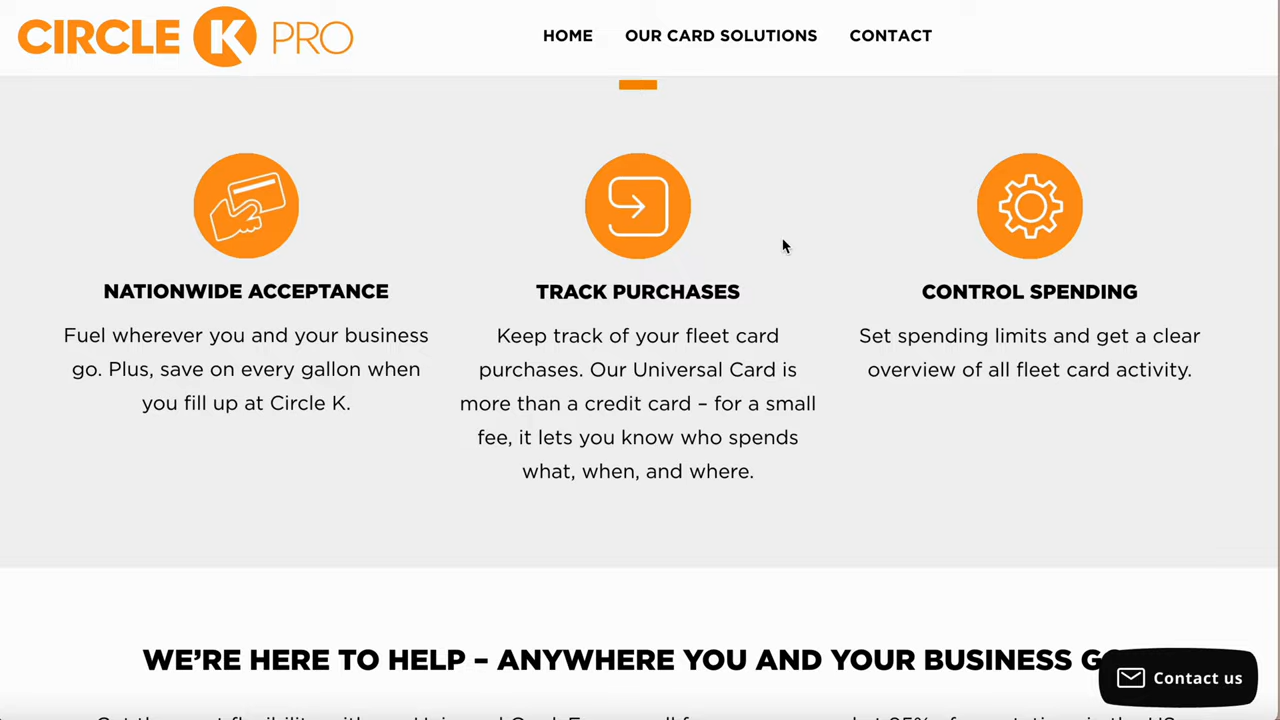 CIRCLE K PRO
HOME OUR CARD SOLUTIONS CONTACT
NATIONWIDE ACCEPTANCE
Fuel wherever you and your business
go. Plus, save on every gallon when
you fill up at Circle K.
TRACK PURCHASES
Keep track of your fleet card
purchases. Our Universal Card is
more than a credit card – for a small
fee, it lets you know who spends
what, when, and where.
CONTROL SPENDING
Set spending limits and get a clear
overview of all fleet card activity.
WE'RE HERE TO HELP – ANYWHERE YOU AND YOUR BUSINESS
Contact us